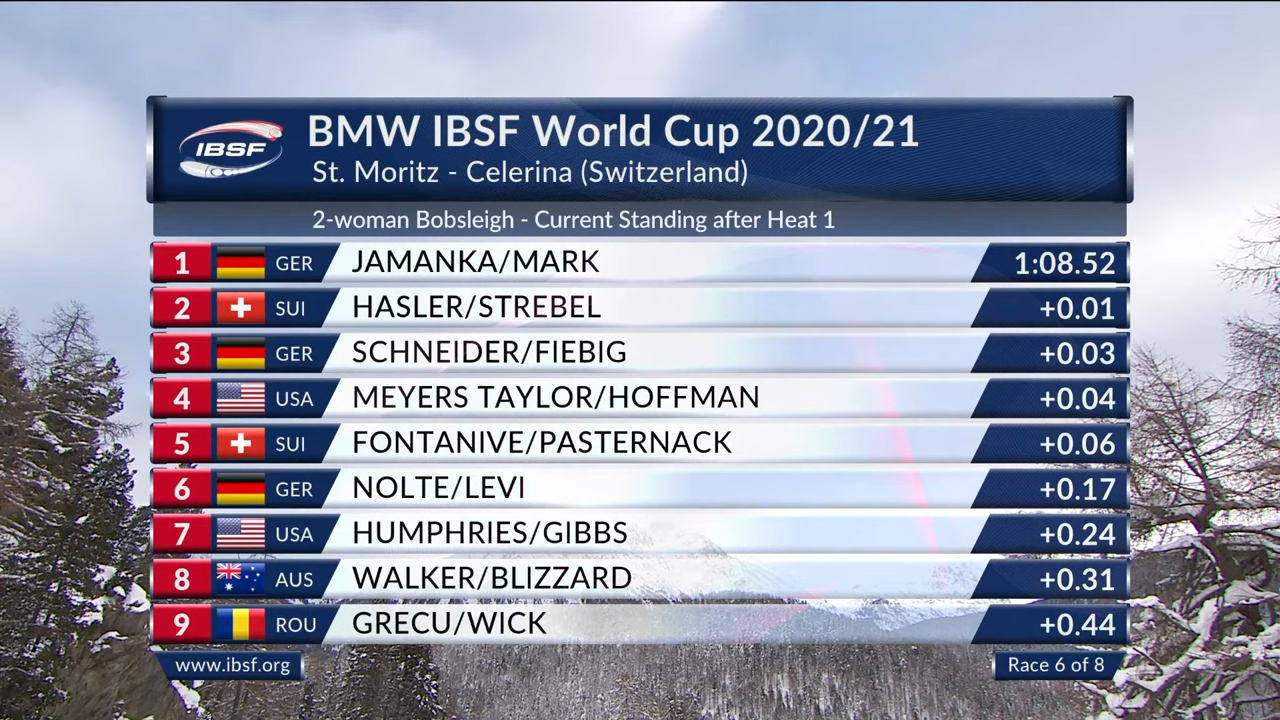 IBSF
BMW IBSF World Cup 2020/21
St. Moritz - Celerina (Switzerland)
2-woman Bobsleigh - Current Standing after Heat 1
1 GER JAMANKA/MARK 1:08.52
2 SUI HASLER/STREBEL +0.01
3 GER SCHNEIDER/FIEBIG +0.03
4 USA MEYERS TAYLOR/HOFFMAN +0.04
5 SUI FONTANIVE/PASTERNACK +0.06
6 GER NOLTE/LEVI +0.17
7 USA HUMPHRIES/GIBBS +0.24
8 AUS WALKER/BLIZZARD +0.31
9 ROU GRECU/WICK +0.44
www.ibsf.org Race 6 of 8